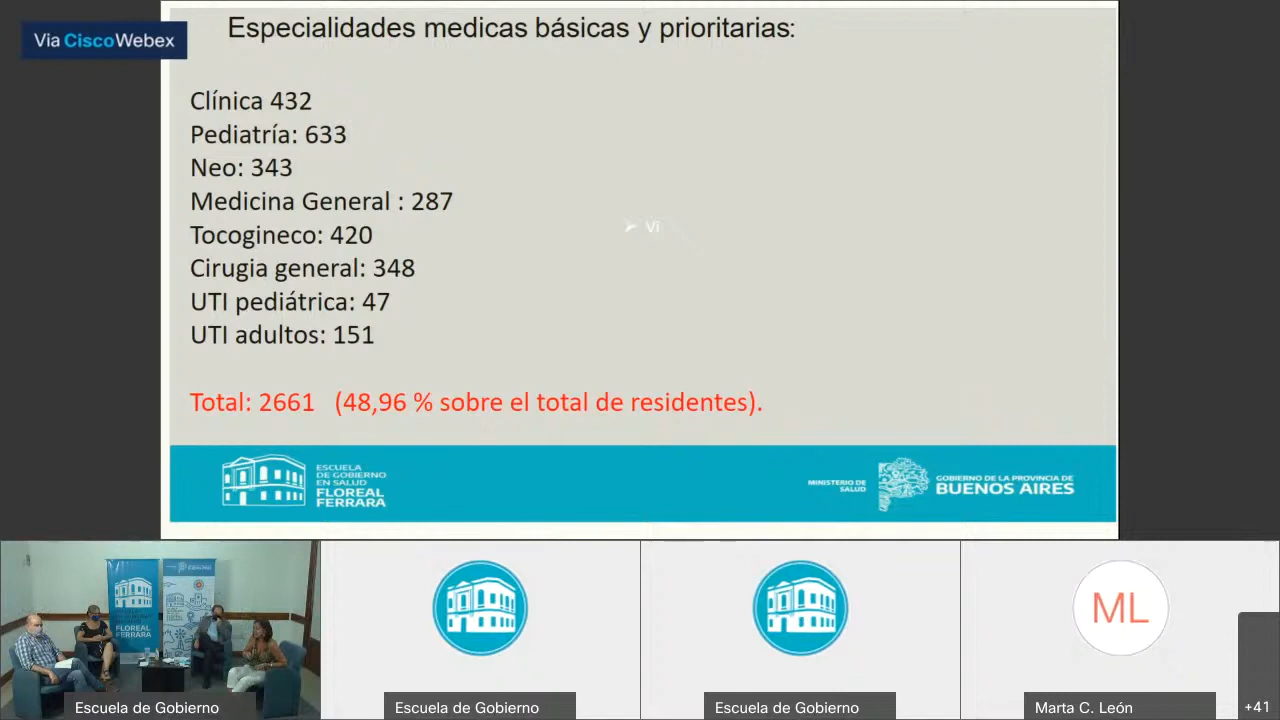 Via CiscoWebex
Especialidades medicas básicas y prioritarias:
Clínica 432
Pediatría: 633
Neo: 343
Medicina General : 287
Tocogineco: 420
Cirugia general: 348
UTI pediátrica: 47
UTI adultos: 151
Vi
Total: 2661 (48,96 % sobre el total de residentes).
ESCUELA
DE GOBIERNO
EN SALUD
FLOREAL
FERRARA
MINISTERIO DE
SALUD
GOBIERNO DE LA PROVINCIA DE
BUENOS AIRES
FLOREAL
FERRARA
ML
Escuela de Gobierno
Escuela de Gobierno
Escuela de Gobierno
Marta C. León
+41